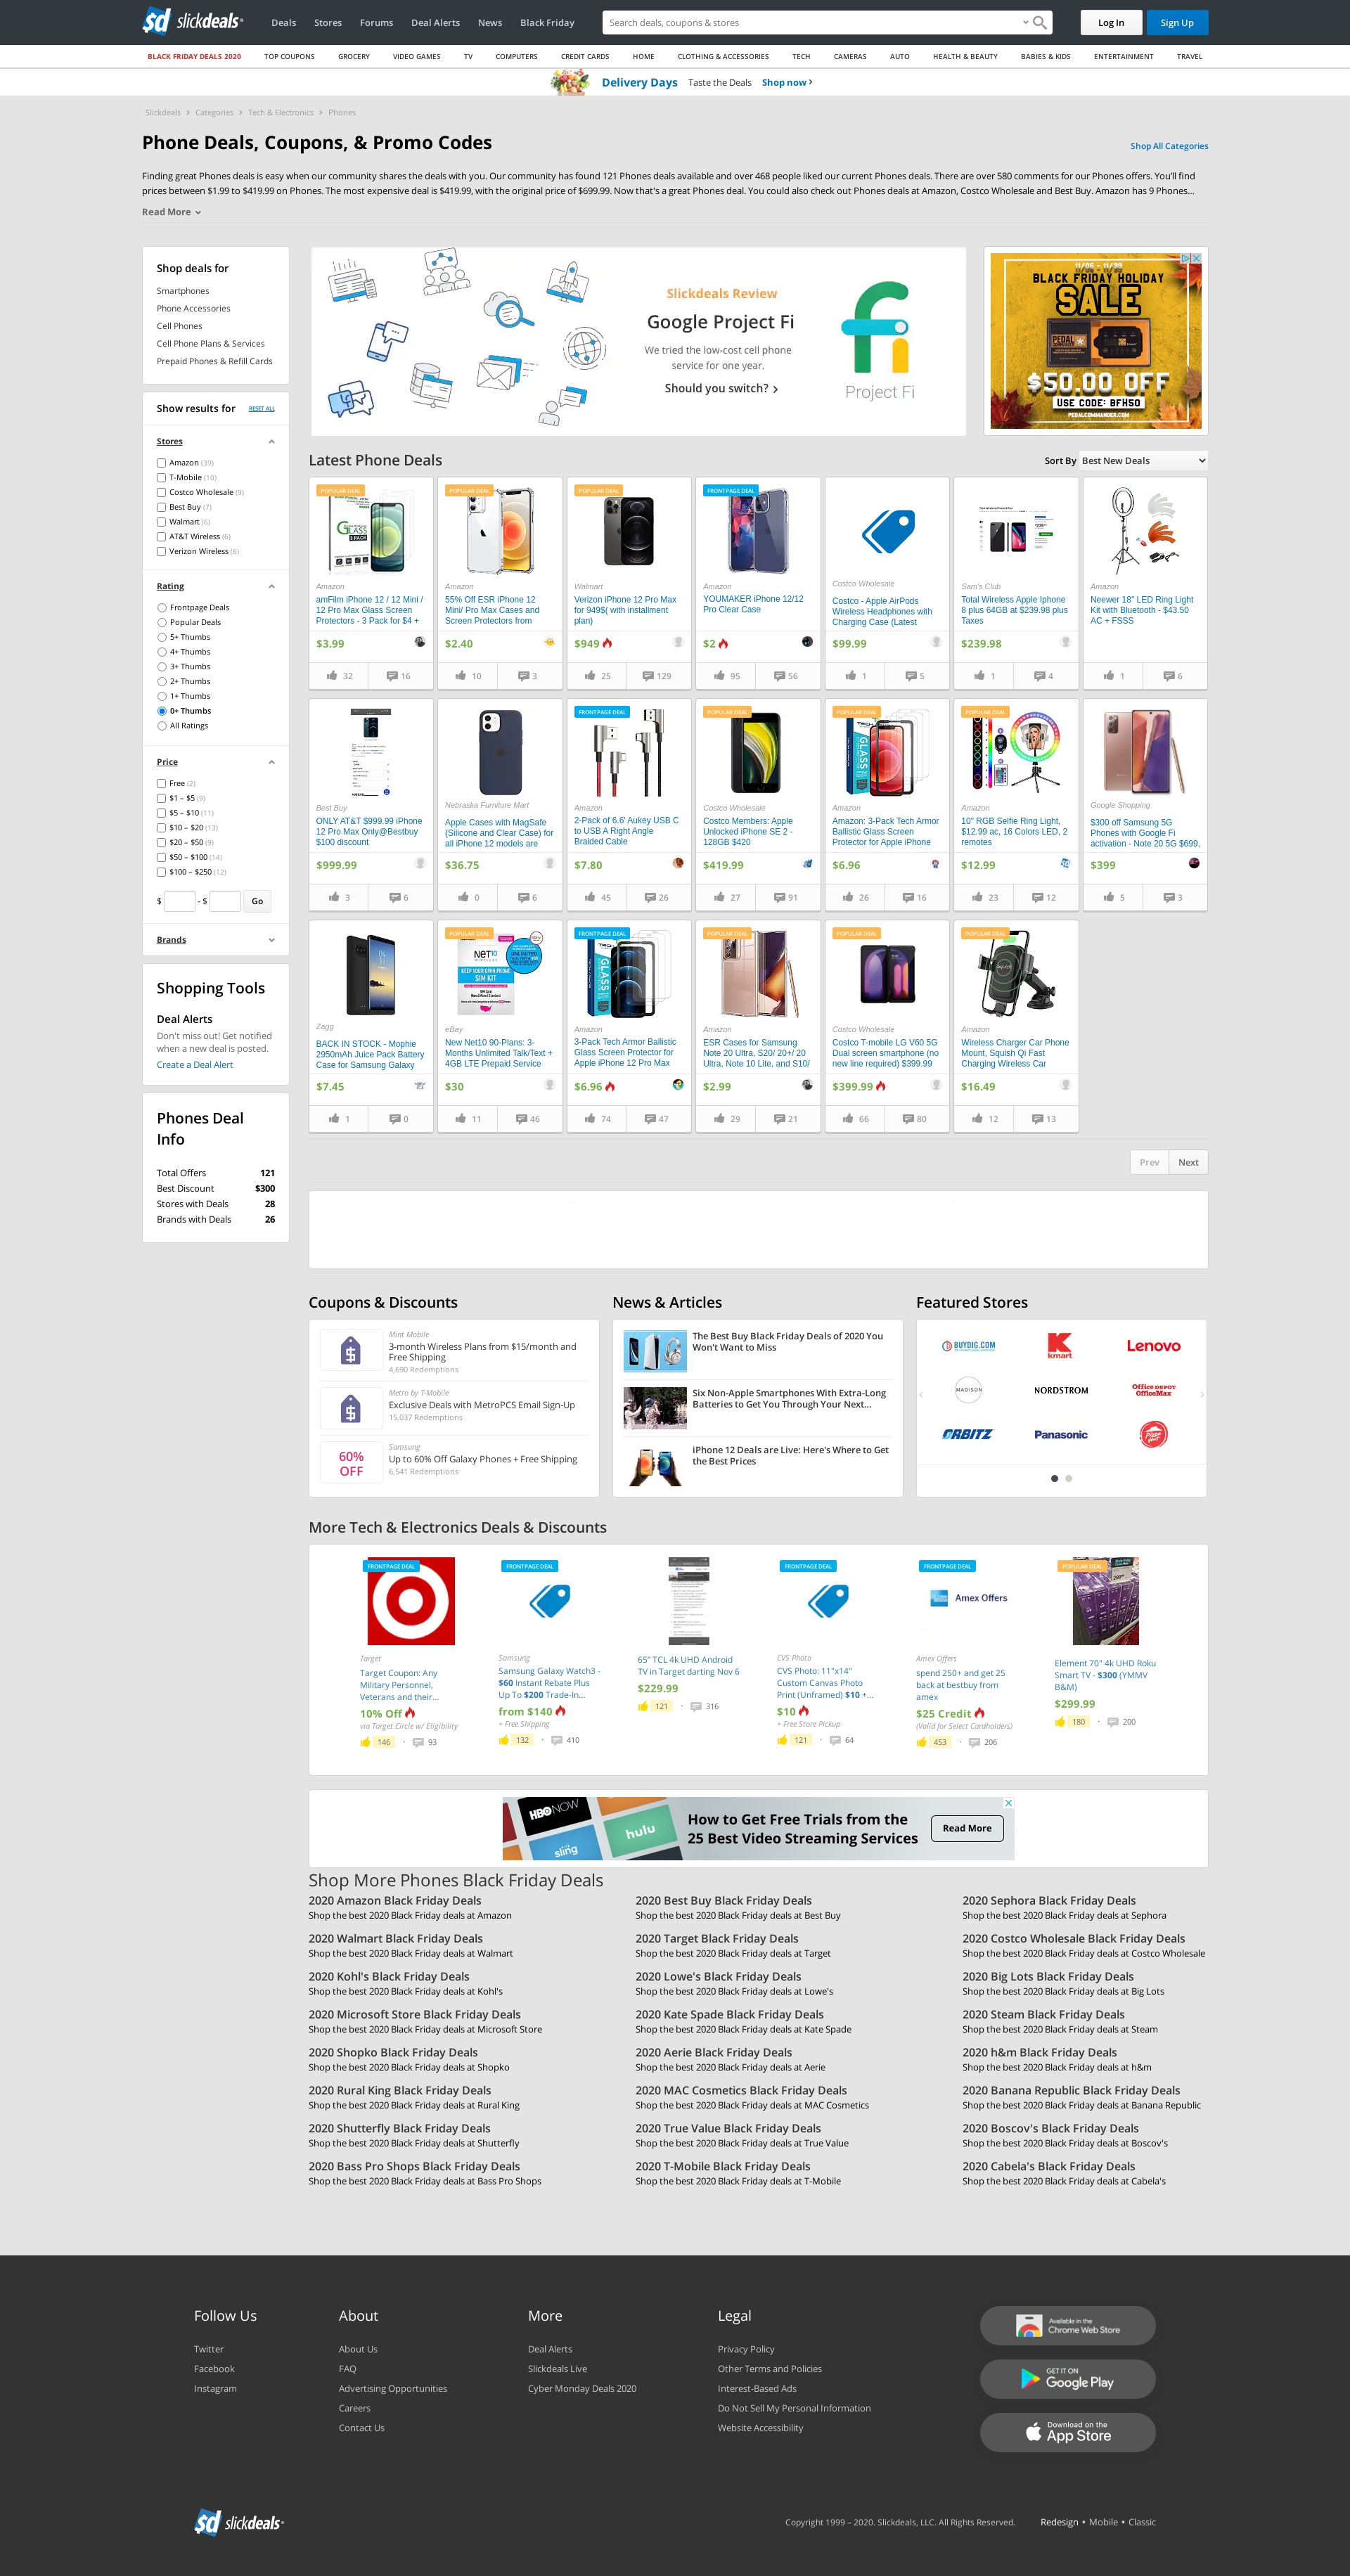 slickdeals
Deals
Stores
Forums
Deal Alerts
News
Black Friday
Search deals, coupons & stores
Log In
Sign Up
BLACK FRIDAY DEALS 2020
TOP COUPONS
GROCERY
VIDEO GAMES
TV
COMPUTERS
CREDIT CARDS
HOME
CLOTHING & ACCESSORIES
TECH
CAMERAS
AUTO
HEALTH & BEAUTY
BABIES & KIDS
ENTERTAINMENT
TRAVEL
Delivery Days Taste the Deals Shop now
Slickdeals > Categories > Tech & Electronics > Phones
Phone Deals, Coupons, & Promo Codes
Shop All Categories
Finding great Phones deals is easy when our community shares the deals with you. Our community has found 121 Phones deals available and over 468 people liked our current Phones deals. There are over 580 comments for our Phones offers. You'll find
prices between $1.99 to $419.99 on Phones. The most expensive deal is $419.99, with the original price of $699.99. Now that's a great Phones deal. You could also check out Phones deals at Amazon, Costco Wholesale and Best Buy. Amazon has 9 Phones...
Read More
Shop deals for
Smartphones
Phone Accessories
Cell Phones
Cell Phone Plans & Services
Prepaid Phones & Refill Cards
Show results for
RESET ALL
Stores
Amazon (39)
T-Mobile (10)
Costco Wholesale (9)
Best Buy (7)
Walmart (6)
AT&T Wireless (6)
Verizon Wireless (6)
Rating
Frontpage Deals
Popular Deals
5+ Thumbs
4+ Thumbs
3+ Thumbs
2+ Thumbs
1+ Thumbs
0+ Thumbs
All Ratings
Price
Free (2)
$1 – $5 (9)
$5 – $10 (11)
$10 – $20 (13)
$20 – $50 (9)
$50 – $100 (14)
$100 – $250 (12)
$ - $ Go
Brands
Shopping Tools
Deal Alerts
Don't miss out! Get notified
when a new deal is posted.
Create a Deal Alert
Phones Deal
Info
Total Offers 121
Best Discount $300
Stores with Deals 28
Brands with Deals 26
Slickdeals Review
Google Project Fi
We tried the low-cost cell phone
service for one year.
Should you switch?
Project Fi
11/06 - 11/30
BLACK FRIDAY HOLIDAY
SALE
$50.00 OFF
USE CODE: BFH50
PEDALCOMMANDER.COM
Latest Phone Deals
Sort By Best New Deals
POPULAR DEAL
Amazon
amFilm iPhone 12 / 12 Mini /
12 Pro Max Glass Screen
Protectors - 3 Pack for $4 +
$3.99
32
16
POPULAR DEAL
Amazon
55% Off ESR iPhone 12
Mini/ Pro Max Cases and
Screen Protectors from
$2.40
10
3
POPULAR DEAL
Walmart
Verizon iPhone 12 Pro Max
for 949$( with installment
plan)
$949
25
129
FRONTPAGE DEAL
Amazon
YOUMAKER iPhone 12/12
Pro Clear Case
$2
95
56
Costco Wholesale
Costco - Apple AirPods
Wireless Headphones with
Charging Case (Latest
$99.99
1
5
Sam's Club
Total Wireless Apple Iphone
8 plus 64GB at $239.98 plus
Taxes
$239.98
1
4
Amazon
Neewer 18" LED Ring Light
Kit with Bluetooth - $43.50
AC + FSSS
1
6
Best Buy
ONLY AT&T $999.99 iPhone
12 Pro Max Only@Bestbuy
$100 discount
$999.99
3
6
Nebraska Furniture Mart
Apple Cases with MagSafe
(Silicone and Clear Case) for
all iPhone 12 models are
$36.75
0
6
FRONTPAGE DEAL
Amazon
2-Pack of 6.6' Aukey USB C
to USB A Right Angle
Braided Cable
$7.80
45
26
POPULAR DEAL
Costco Wholesale
Costco Members: Apple
Unlocked iPhone SE 2 -
128GB $420
$419.99
27
91
POPULAR DEAL
Amazon
Amazon: 3-Pack Tech Armor
Ballistic Glass Screen
Protector for Apple iPhone
$6.96
26
16
POPULAR DEAL
Amazon
10" RGB Selfie Ring Light,
$12.99 ac, 16 Colors LED, 2
remotes
$12.99
23
12
Google Shopping
$300 off Samsung 5G
Phones with Google Fi
activation - Note 20 5G $699,
$399
5
3
Zagg
BACK IN STOCK - Mophie
2950mAh Juice Pack Battery
Case for Samsung Galaxy
$7.45
1
0
POPULAR DEAL
NET10
KEEP YOUR OWN PHONE
SIM KIT
eBay
New Net10 90-Plans: 3-
Months Unlimited Talk/Text +
4GB LTE Prepaid Service
$30
11
46
FRONTPAGE DEAL
Amazon
3-Pack Tech Armor Ballistic
Glass Screen Protector for
Apple iPhone 12 Pro Max
$6.96
74
47
POPULAR DEAL
Amazon
ESR Cases for Samsung
Note 20 Ultra, S20/ 20+/ 20
Ultra, Note 10 Lite, and S10/
$2.99
29
21
POPULAR DEAL
Costco Wholesale
Costco T-mobile LG V60 5G
Dual screen smartphone (no
new line required) $399.99
$399.99
66
80
POPULAR DEAL
Amazon
Wireless Charger Car Phone
Mount, Squish Qi Fast
Charging Wireless Car
$16.49
12
13
Prev
Next
Coupons & Discounts
Mint Mobile
3-month Wireless Plans from $15/month and
Free Shipping
4,690 Redemptions
Metro by T-Mobile
Exclusive Deals with MetroPCS Email Sign-Up
15,037 Redemptions
60%
OFF
Samsung
Up to 60% Off Galaxy Phones + Free Shipping
6,541 Redemptions
News & Articles
The Best Buy Black Friday Deals of 2020 You
Won't Want to Miss
Six Non-Apple Smartphones With Extra-Long
Batteries to Get You Through Your Next...
iPhone 12 Deals are Live: Here's Where to Get
the Best Prices
Featured Stores
BUYDIG.COM
kmart
Lenovo
MADISON
NORDSTROM
Office DEPOT
OfficeMax
ORBITZ
Panasonic
Pizza Hut
More Tech & Electronics Deals & Discounts
FRONTPAGE DEAL
Target
Target Coupon: Any
Military Personnel,
Veterans and their...
10% Off
via Target Circle w/ Eligibility
146 · 93
FRONTPAGE DEAL
Samsung
Samsung Galaxy Watch3 -
$60 Instant Rebate Plus
Up To $200 Trade-In...
from $140
+ Free Shipping
132 · 410
65” TCL 4k UHD Android
TV in Target darting Nov 6
$229.99
121 · 316
FRONTPAGE DEAL
CVS Photo
CVS Photo: 11"x14"
Custom Canvas Photo
Print (Unframed) $10 +...
$10
+ Free Store Pickup
121 · 64
FRONTPAGE DEAL
Amex Offers
Amex Offers
spend 250+ and get 25
back at bestbuy from
amex
$25 Credit
(Valid for Select Cardholders)
453 · 206
POPULAR DEAL
Element 70" 4k UHD Roku
Smart TV - $300 (YMMV
B&M)
$299.99
180 · 200
HBO NOW
hulu
sling
How to Get Free Trials from the
25 Best Video Streaming Services
Read More
Shop More Phones Black Friday Deals
2020 Amazon Black Friday Deals
Shop the best 2020 Black Friday deals at Amazon
2020 Best Buy Black Friday Deals
Shop the best 2020 Black Friday deals at Best Buy
2020 Sephora Black Friday Deals
Shop the best 2020 Black Friday deals at Sephora
2020 Walmart Black Friday Deals
Shop the best 2020 Black Friday deals at Walmart
2020 Target Black Friday Deals
Shop the best 2020 Black Friday deals at Target
2020 Costco Wholesale Black Friday Deals
Shop the best 2020 Black Friday deals at Costco Wholesale
2020 Kohl's Black Friday Deals
Shop the best 2020 Black Friday deals at Kohl's
2020 Lowe's Black Friday Deals
Shop the best 2020 Black Friday deals at Lowe's
2020 Big Lots Black Friday Deals
Shop the best 2020 Black Friday deals at Big Lots
2020 Microsoft Store Black Friday Deals
Shop the best 2020 Black Friday deals at Microsoft Store
2020 Kate Spade Black Friday Deals
Shop the best 2020 Black Friday deals at Kate Spade
2020 Steam Black Friday Deals
Shop the best 2020 Black Friday deals at Steam
2020 Shopko Black Friday Deals
Shop the best 2020 Black Friday deals at Shopko
2020 Aerie Black Friday Deals
Shop the best 2020 Black Friday deals at Aerie
2020 h&m Black Friday Deals
Shop the best 2020 Black Friday deals at h&m
2020 Rural King Black Friday Deals
Shop the best 2020 Black Friday deals at Rural King
2020 MAC Cosmetics Black Friday Deals
Shop the best 2020 Black Friday deals at MAC Cosmetics
2020 Banana Republic Black Friday Deals
Shop the best 2020 Black Friday deals at Banana Republic
2020 Shutterfly Black Friday Deals
Shop the best 2020 Black Friday deals at Shutterfly
2020 True Value Black Friday Deals
Shop the best 2020 Black Friday deals at True Value
2020 Boscov's Black Friday Deals
Shop the best 2020 Black Friday deals at Boscov's
2020 Bass Pro Shops Black Friday Deals
Shop the best 2020 Black Friday deals at Bass Pro Shops
2020 T-Mobile Black Friday Deals
Shop the best 2020 Black Friday deals at T-Mobile
2020 Cabela's Black Friday Deals
Shop the best 2020 Black Friday deals at Cabela's
Follow Us
Twitter
Facebook
Instagram
About
About Us
FAQ
Advertising Opportunities
Careers
Contact Us
More
Deal Alerts
Slickdeals Live
Cyber Monday Deals 2020
Legal
Privacy Policy
Other Terms and Policies
Interest-Based Ads
Do Not Sell My Personal Information
Website Accessibility
Available in the
Chrome Web Store
GET IT ON
Google Play
Download on the
App Store
slickdeals
Copyright 1999 – 2020. Slickdeals, LLC. All Rights Reserved.
Redesign • Mobile • Classic